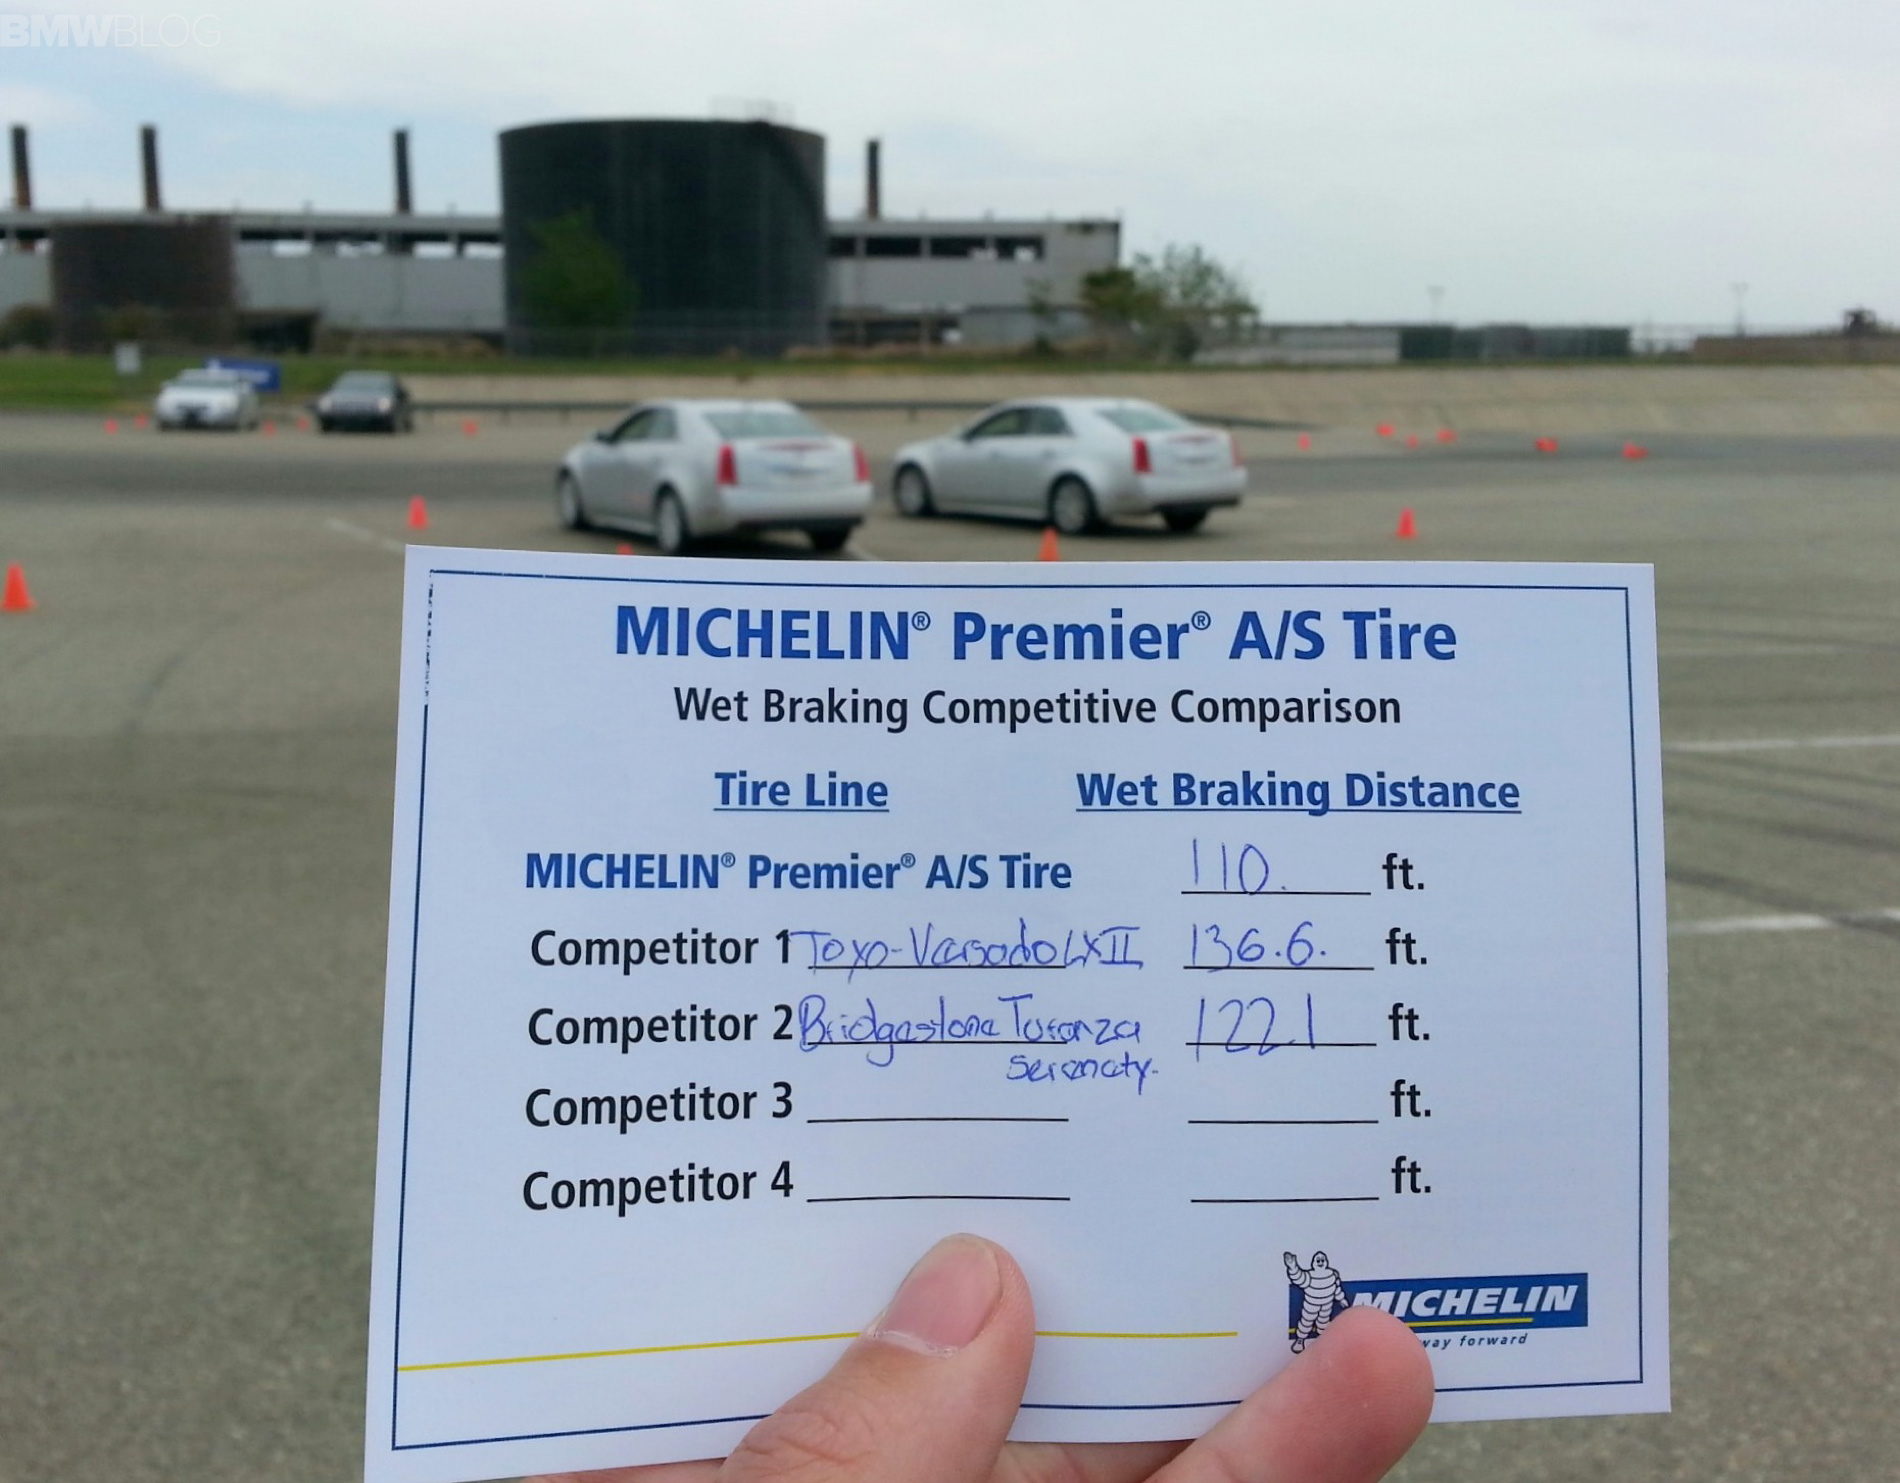 BMWBLOG
MICHELIN® Premier® A/S Tire
Wet Braking Competitive Comparison
Tire Line Wet Braking Distance
MICHELIN® Premier® A/S Tire 110. ft.
Competitor 1 Toyo-Versado LXII 136.6. ft.
Competitor 2 Bridgestone Turanza 122.1 ft.
Serenety.
Competitor 3 ft.
Competitor 4 ft.
MICHELIN
way forward